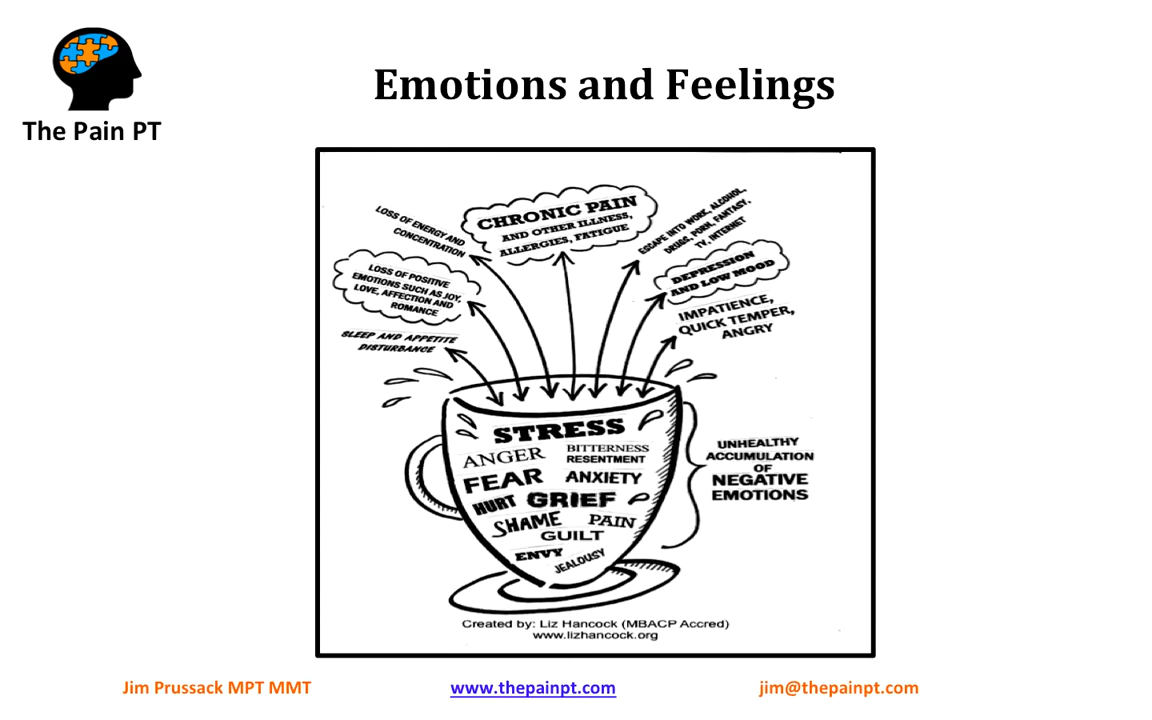 The Pain PT
Emotions and Feelings
LOSS OF ENERGY AND
CONCENTRATION
CHRONIC PAIN
AND OTHER ILLNESS,
ALLERGIES, FATIGUE
ESCAPE INTO WORK, ALCOHOL,
DRUGS, PORN, FANTASY,
TV, INTERNET
LOSS OF POSITIVE
EMOTIONS SUCH AS JOY,
LOVE, AFFECTION AND
ROMANCE
DEPRESSION
AND LOW MOOD
SLEEP AND APPETITE
DISTURBANCE
IMPATIENCE,
QUICK TEMPER,
ANGRY
STRESS
ANGER
BITTERNESS
RESENTMENT
FEAR
ANXIETY
HURT
GRIEF
SHAME
PAIN
GUILT
ENVY
JEALOUSY
UNHEALTHY
ACCUMULATION
OF
NEGATIVE
EMOTIONS
Created by: Liz Hancock (MBACP Accred)
www.lizhancock.org
Jim Prussack MPT MMT
www.thepainpt.com
jim@thepainpt.com